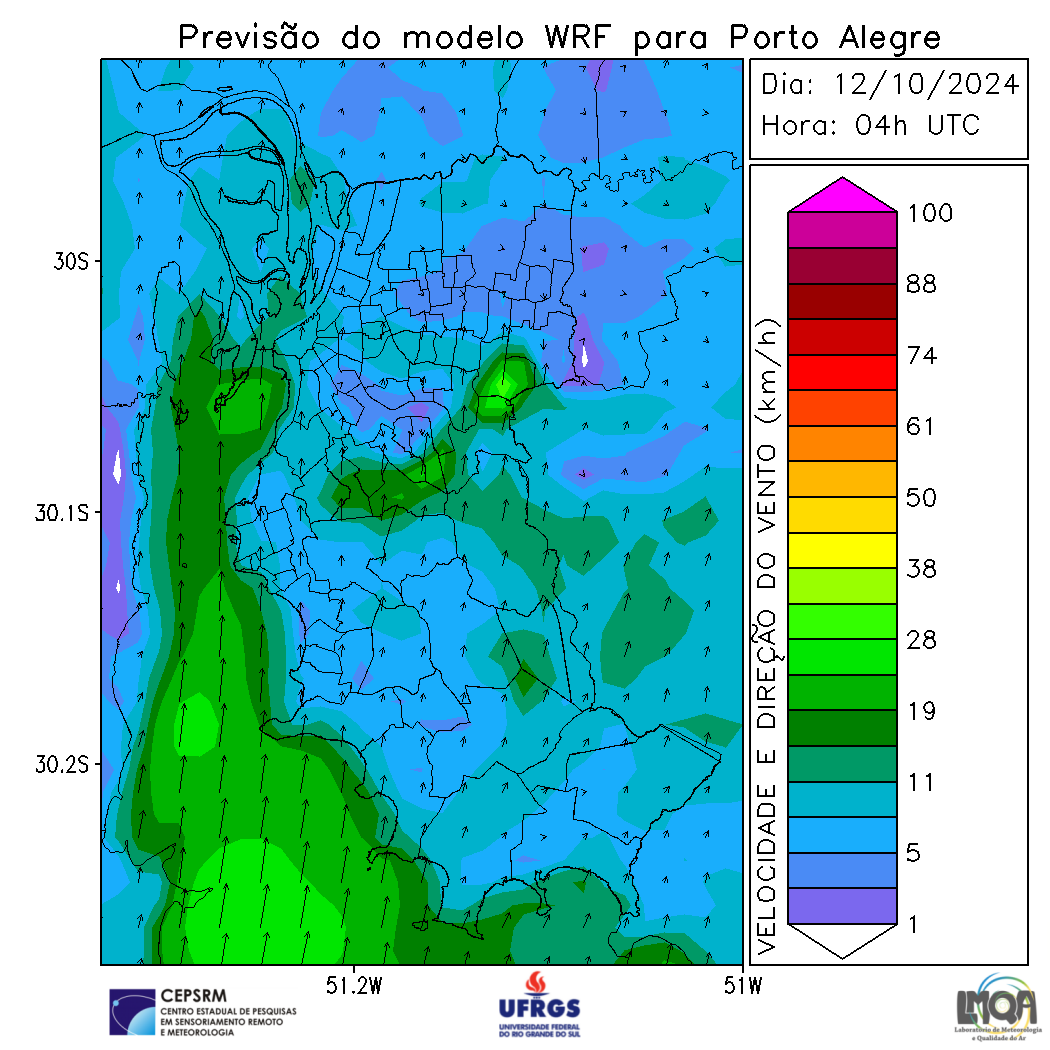 Previsão do modelo WRF para Porto Alegre
Dia: 12/10/2024
Hora: 04h UTC
30S
30.1S
30.2S
51.2W
51W
VELOCIDADE E DIREÇÃO DO VENTO (km/h)
100
88
74
61
50
38
28
19
11
5
1
CEPSRM
CENTRO ESTADUAL DE PESQUISAS
EM SENSORIAMENTO REMOTO
E METEOROLOGIA
UFRGS
UNIVERSIDADE FEDERAL
DO RIO GRANDE DO SUL
LMQA
Laboratório de Meteorologia
e Qualidade do Ar